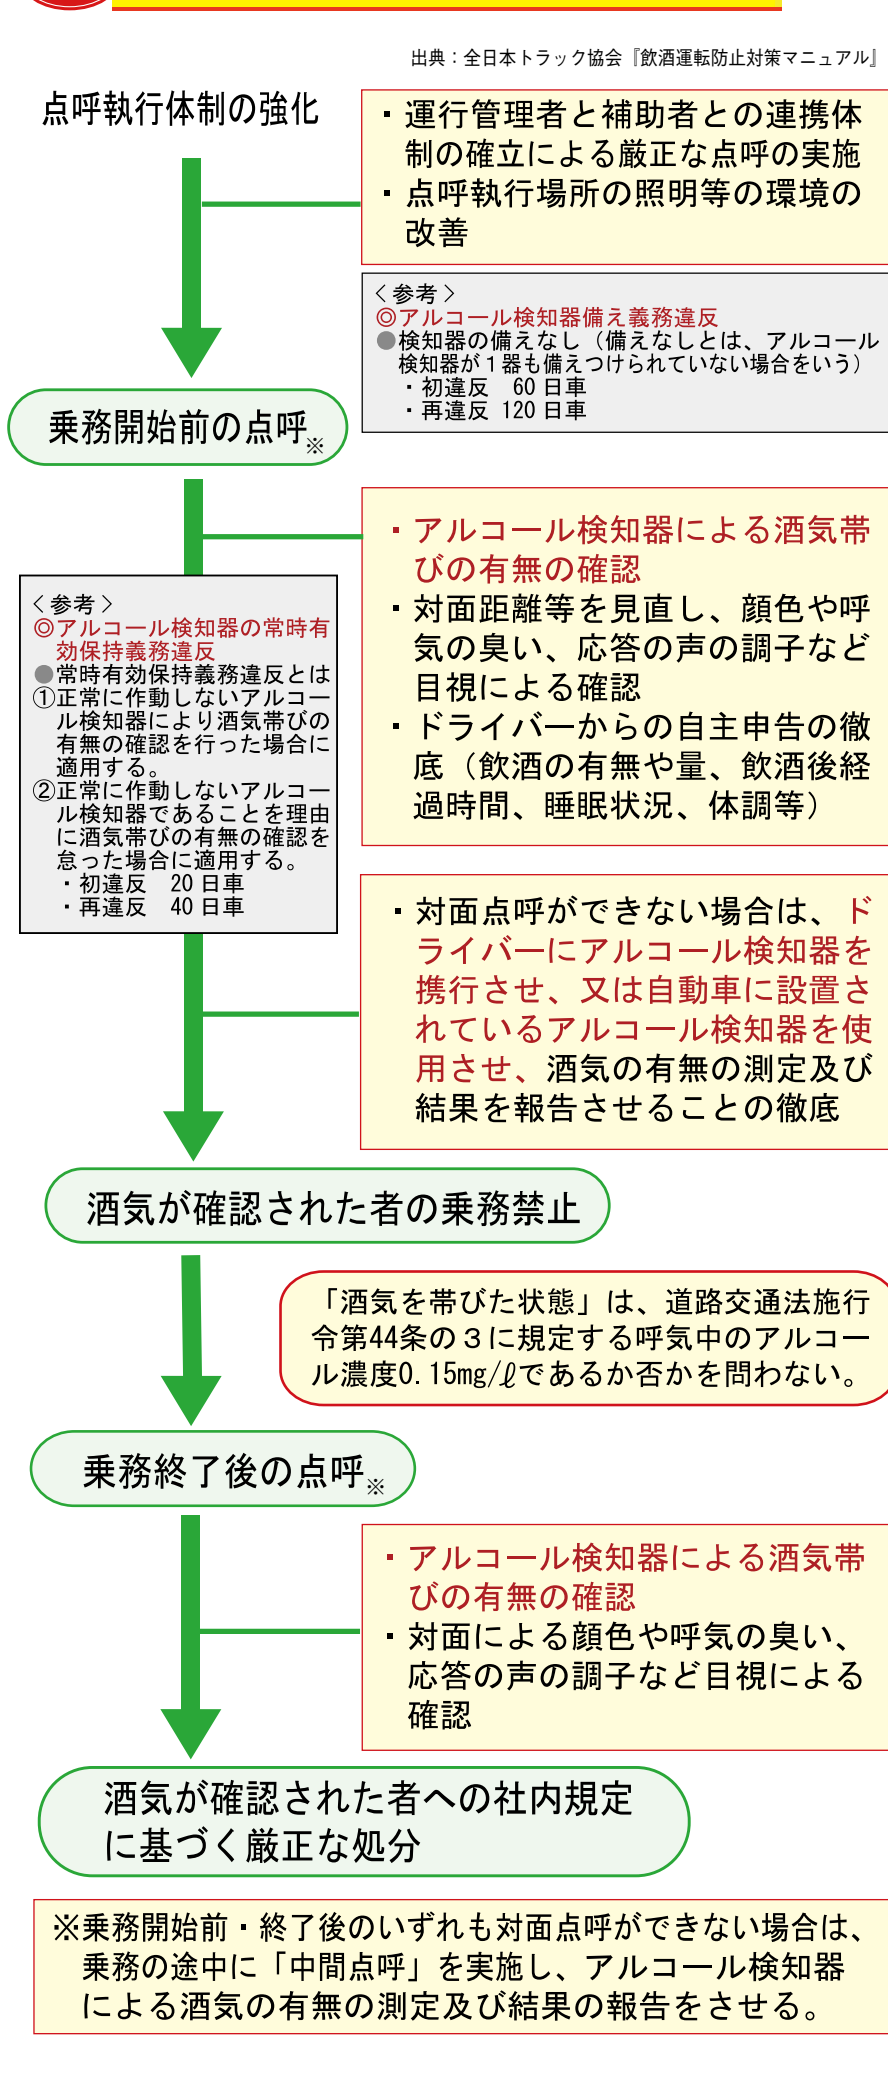 出典：全日本トラック協会『飲酒運転防止対策マニュアル』
点呼執行体制の強化
・運行管理者と補助者との連携体
制の確立による厳正な点呼の実施
・点呼執行場所の照明等の環境の
改善
〈参考〉
◎アルコール検知器備え義務違反
●検知器の備えなし（備えなしとは、アルコール
検知器が１器も備えつけられていない場合をいう）
・初違反　60 日車
・再違反 120 日車
乗務開始前の点呼※
・アルコール検知器による酒気帯
びの有無の確認
・対面距離等を見直し、顔色や呼
気の臭い、応答の声の調子など
目視による確認
・ドライバーからの自主申告の徹
底（飲酒の有無や量、飲酒後経
過時間、睡眠状況、体調等）
〈参考〉
◎アルコール検知器の常時有
効保持義務違反
●常時有効保持義務違反とは
①正常に作動しないアルコー
ル検知器により酒気帯びの
有無の確認を行った場合に
適用する。
②正常に作動しないアルコー
ル検知器であることを理由
に酒気帯びの有無の確認を
怠った場合に適用する。
・初違反　20 日車
・再違反　40 日車
・対面点呼ができない場合は、ド
ライバーにアルコール検知器を
携行させ、又は自動車に設置さ
れているアルコール検知器を使
用させ、酒気の有無の測定及び
結果を報告させることの徹底
酒気が確認された者の乗務禁止
「酒気を帯びた状態」は、道路交通法施行
令第44条の３に規定する呼気中のアルコー
ル濃度0.15mg/ℓであるか否かを問わない。
乗務終了後の点呼※
・アルコール検知器による酒気帯
びの有無の確認
・対面による顔色や呼気の臭い、
応答の声の調子など目視による
確認
酒気が確認された者への社内規定
に基づく厳正な処分
※乗務開始前・終了後のいずれも対面点呼ができない場合は、
乗務の途中に「中間点呼」を実施し、アルコール検知器
による酒気の有無の測定及び結果の報告をさせる。